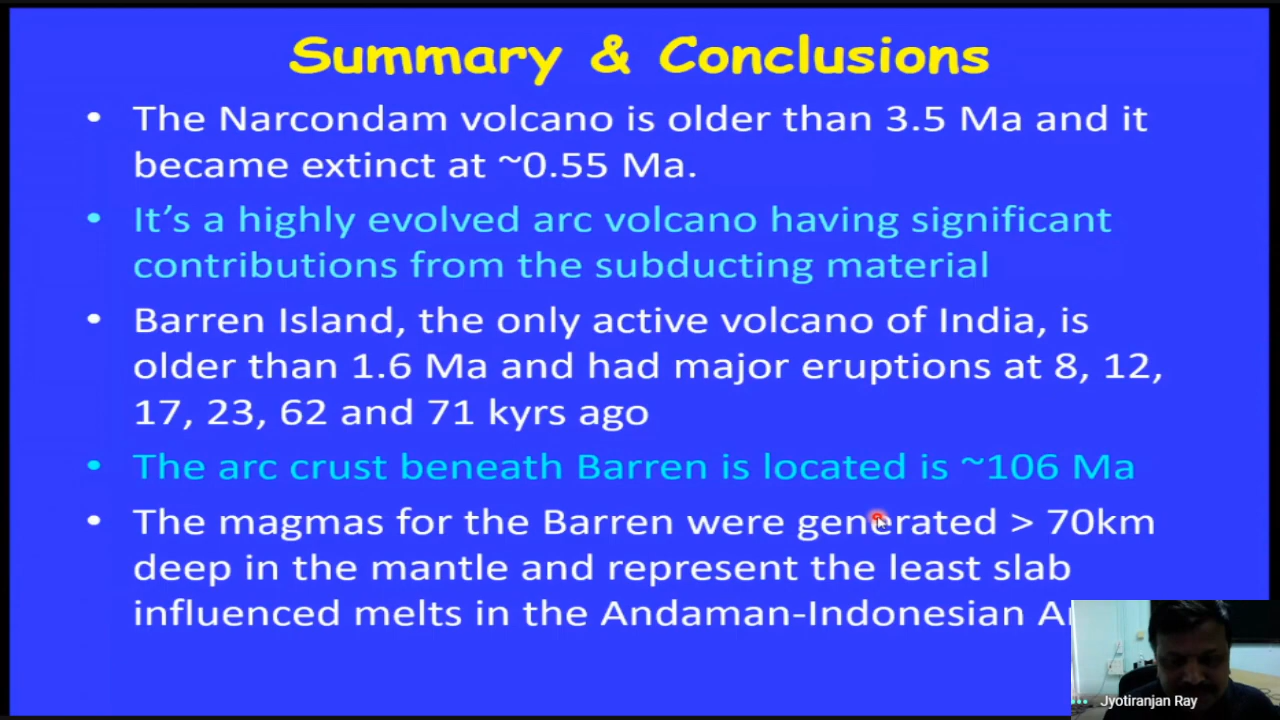 Summary & Conclusions
• The Narcondam volcano is older than 3.5 Ma and it
became extinct at ~0.55 Ma.
• It’s a highly evolved arc volcano having significant
contributions from the subducting material
• Barren Island, the only active volcano of India, is
older than 1.6 Ma and had major eruptions at 8, 12,
17, 23, 62 and 71 kyrs ago
• The arc crust beneath Barren is located is ~106 Ma
• The magmas for the Barren were generated > 70km
deep in the mantle and represent the least slab
influenced melts in the Andaman-Indonesian
Jyotiranjan Ray